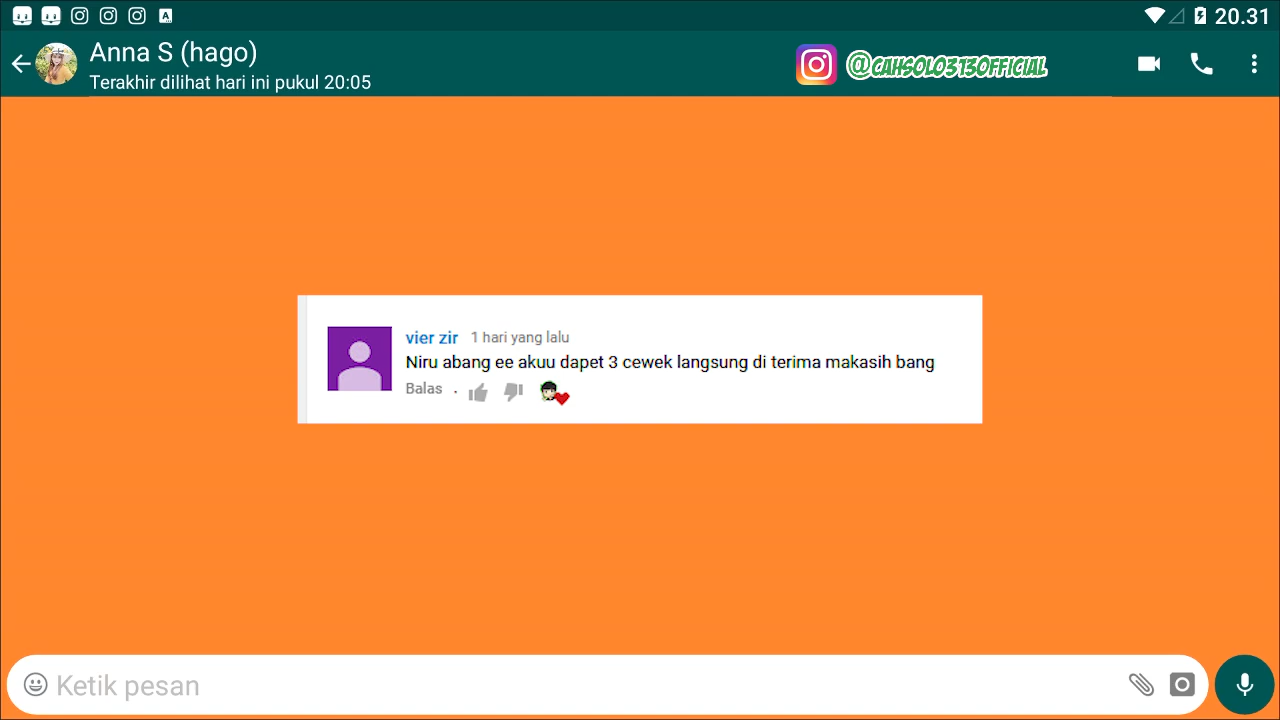 20.31
Anna S (hago)
Terakhir dilihat hari ini pukul 20:05
@CAHSOLO313OFFICIAL
vier zir 1 hari yang lalu
Niru abang ee akuu dapet 3 cewek langsung di terima makasih bang
Balas
Ketik pesan